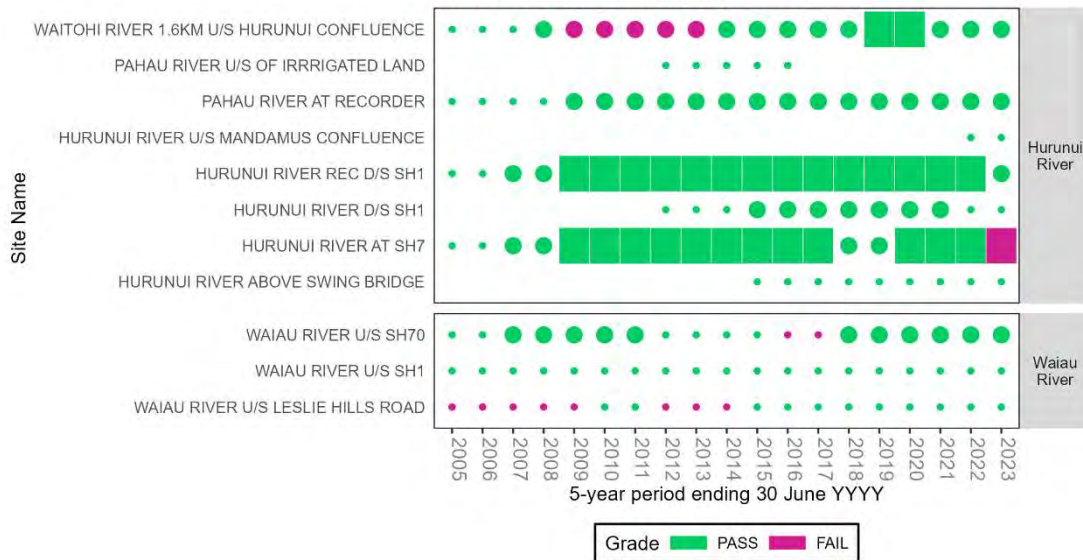 WAITOHI RIVER 1.6KM U/S HURUNUI CONFLUENCE
PAHAU RIVER U/S OF IRRRIGATED LAND
PAHAU RIVER AT RECORDER
HURUNUI RIVER U/S MANDAMUS CONFLUENCE
HURUNUI RIVER REC D/S SH1
HURUNUI RIVER D/S SH1
HURUNUI RIVER AT SH7
HURUNUI RIVER ABOVE SWING BRIDGE
Hurunui
River
Site Name
WAIAU RIVER U/S SH70
WAIAU RIVER U/S SH1
WAIAU RIVER U/S LESLIE HILLS ROAD
Waiau
River
2005 2006 2007 2008 2009 2010 2011 2012 2013 2014 2015 2016 2017 2018 2019 2020 2021 2022 2023
5-year period ending 30 June YYYY
Grade PASS FAIL